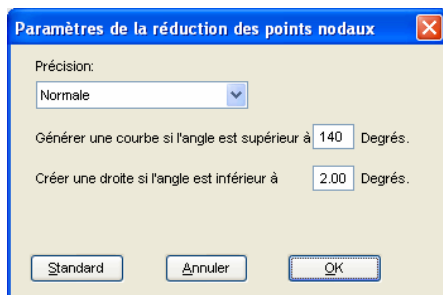 Paramètres de la réduction des points nodaux
Précision:
Normale
Générer une courbe si l'angle est supérieur à 140 Degrés.
Créer une droite si l'angle est inférieur à 2.00 Degrés.
Standard Annuler OK